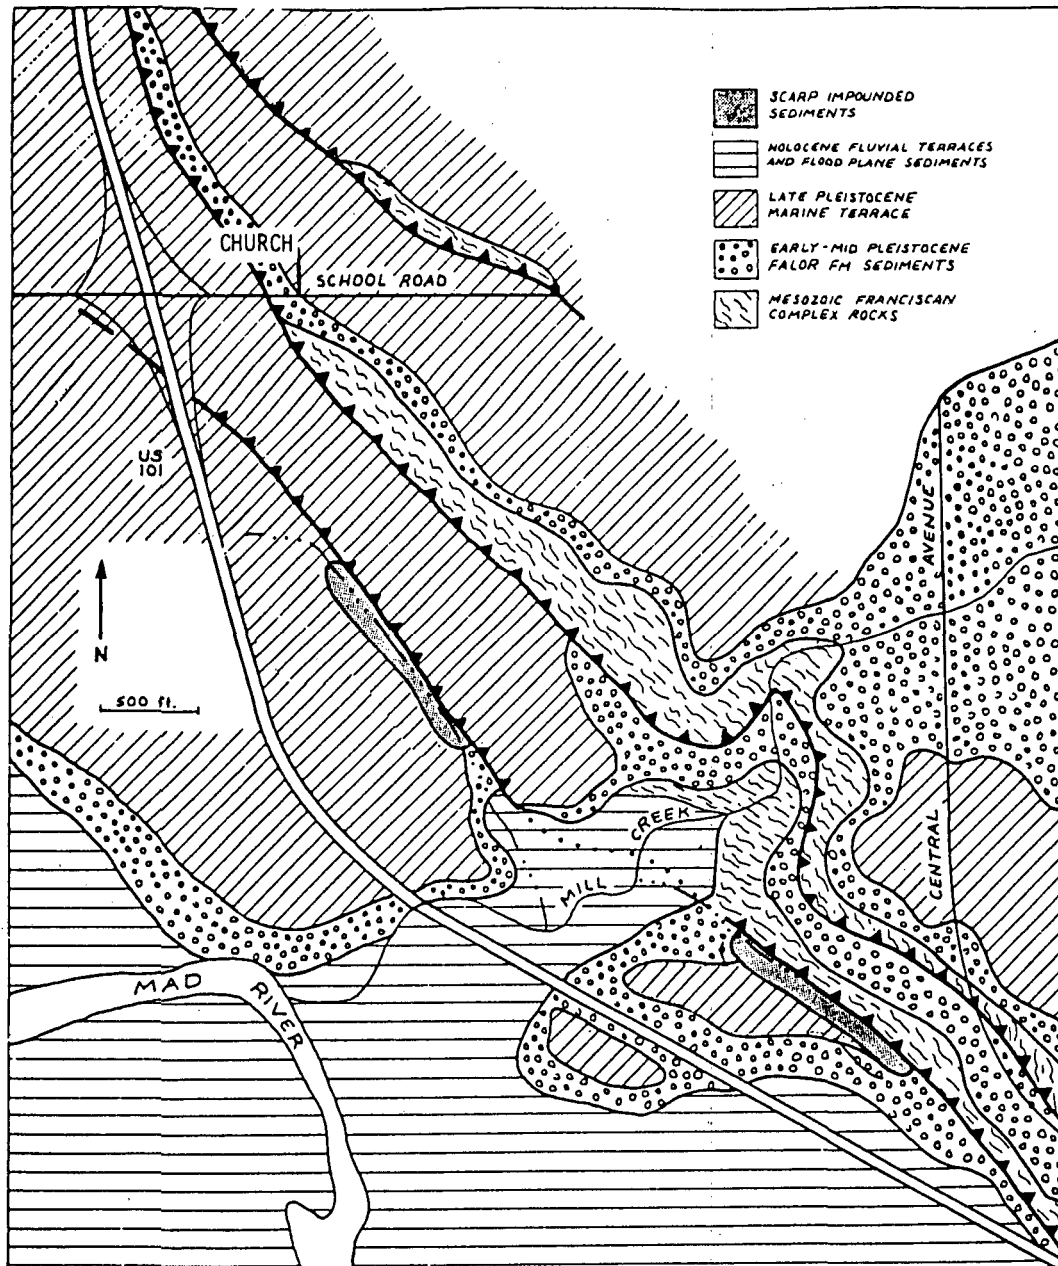 SCARP IMPOUNDED
SEDIMENTS
HOLOCENE FLUVIAL TERRACES
AND FLOOD PLANE SEDIMENTS
LATE PLEISTOCENE
MARINE TERRACE
EARLY-MID PLEISTOCENE
FALOR FM SEDIMENTS
MESOZOIC FRANCISCAN
COMPLEX ROCKS
CHURCH
SCHOOL ROAD
US
101
N
500 ft.
CENTRAL AVENUE
MILL CREEK
MAD RIVER